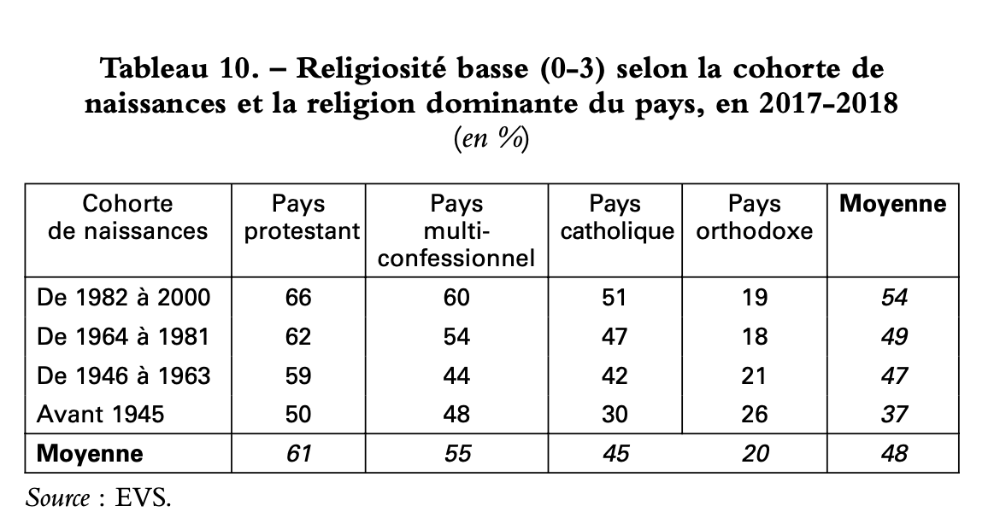 Tableau 10. – Religiosité basse (0-3) selon la cohorte de
naissances et la religion dominante du pays, en 2017-2018
(en %)
Cohorte de naissances Pays protestant Pays multi-confessionnel Pays catholique Pays orthodoxe Moyenne
De 1982 à 2000 66 60 51 19 54
De 1964 à 1981 62 54 47 18 49
De 1946 à 1963 59 44 42 21 47
Avant 1945 50 48 30 26 37
Moyenne 61 55 45 20 48
Source : EVS.